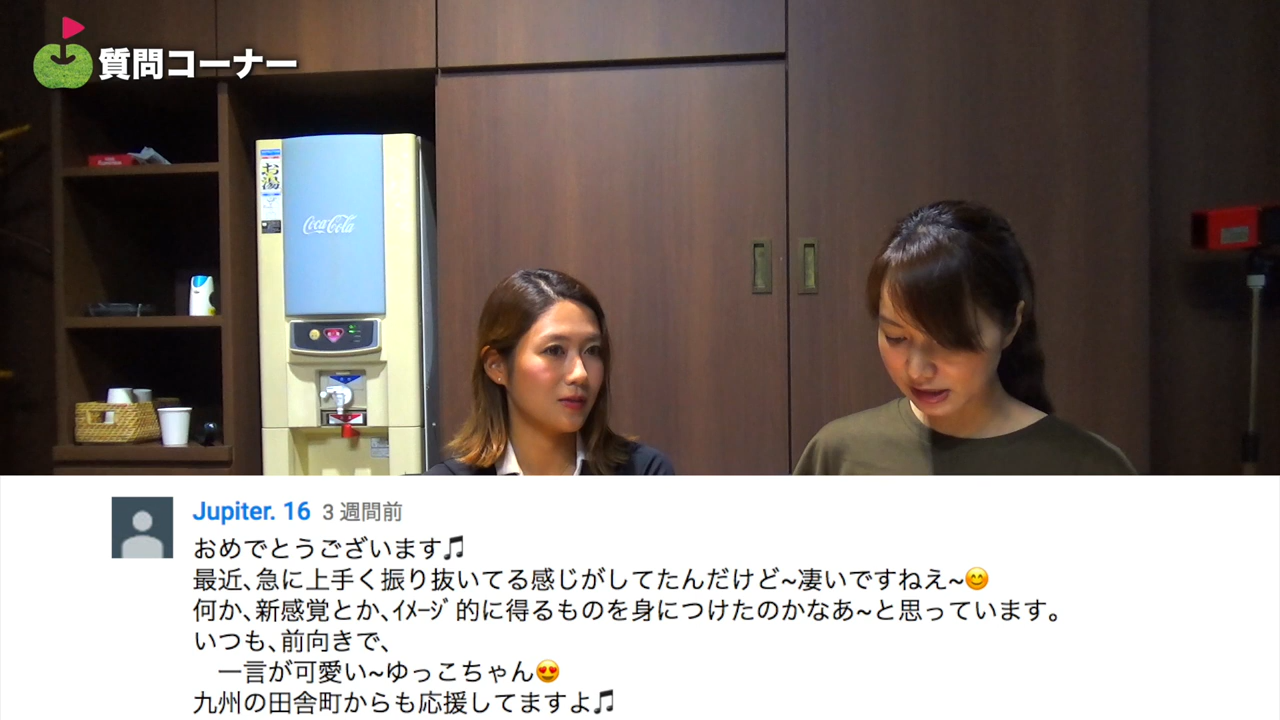 質問コーナー
お湯
Coca-Cola
Jupiter. 16 3 週間前
おめでとうございます🎵
最近、急に上手く振り抜いてる感じがしてたんだけど~凄いですねえ~😊
何か、新感覚とか、ｲﾒｰｼﾞ的に得るものを身につけたのかなあ~と思っています。
いつも、前向きで、
一言が可愛い~ゆっこちゃん😍
九州の田舎町からも応援してますよ🎵